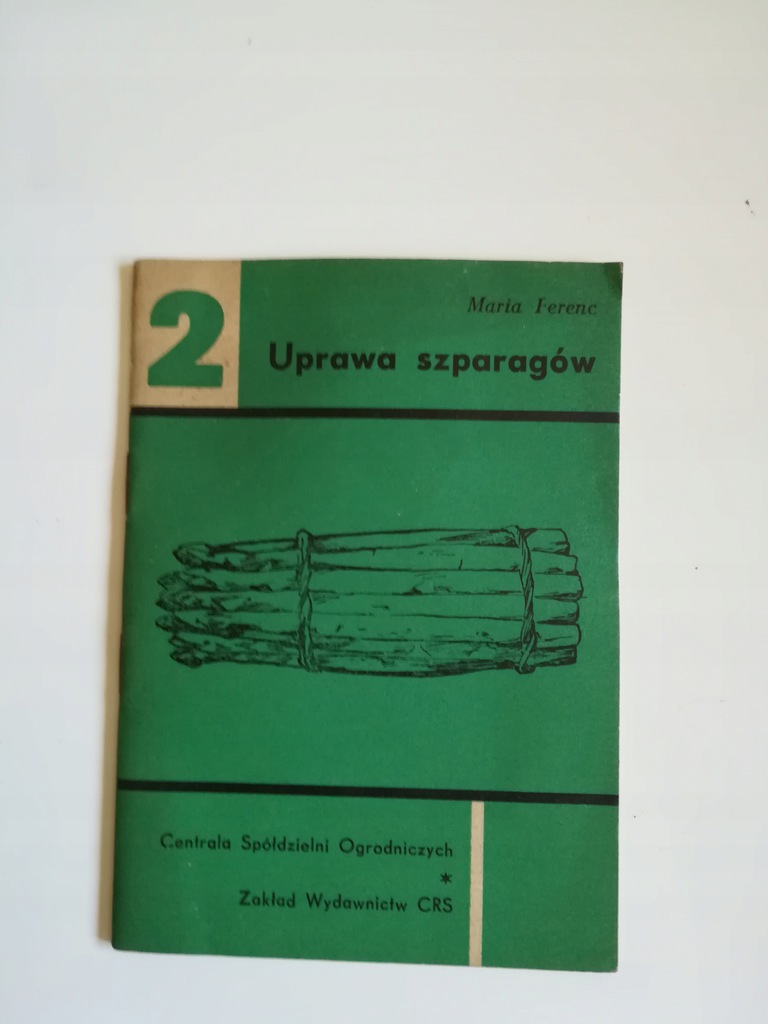 2
Maria Ferenc
Uprawa szparagów
Centrala Spółdzielni Ogrodniczych
*
Zakład Wydawnictw CRS